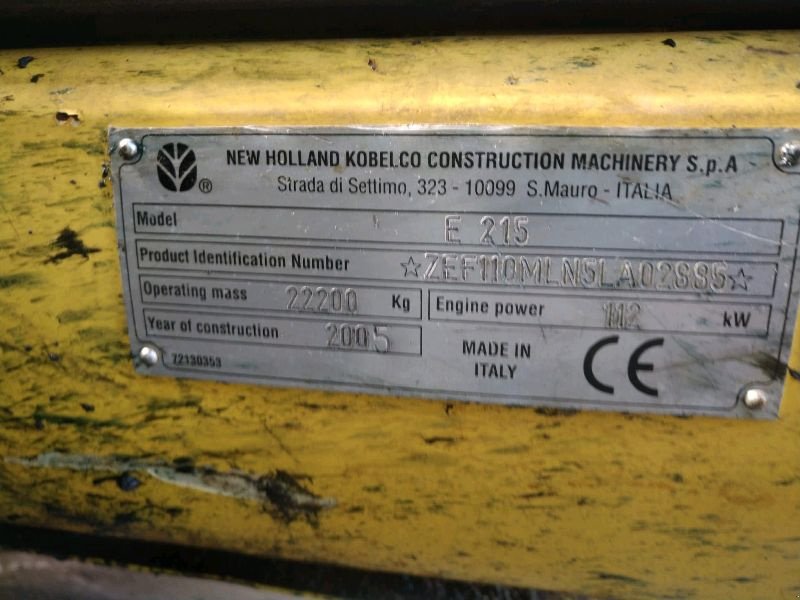 NEW HOLLAND KOBELCO CONSTRUCTION MACHINERY S.p.A
® Strada di Settimo, 323 - 10099 S.Mauro - ITALIA
Model E 215
Product Identification Number ☆ZEF110MLN5LA02885☆
Operating mass 22200 Kg Engine power 112 kW
Year of construction 2005
MADE IN
ITALY
CE
72130353